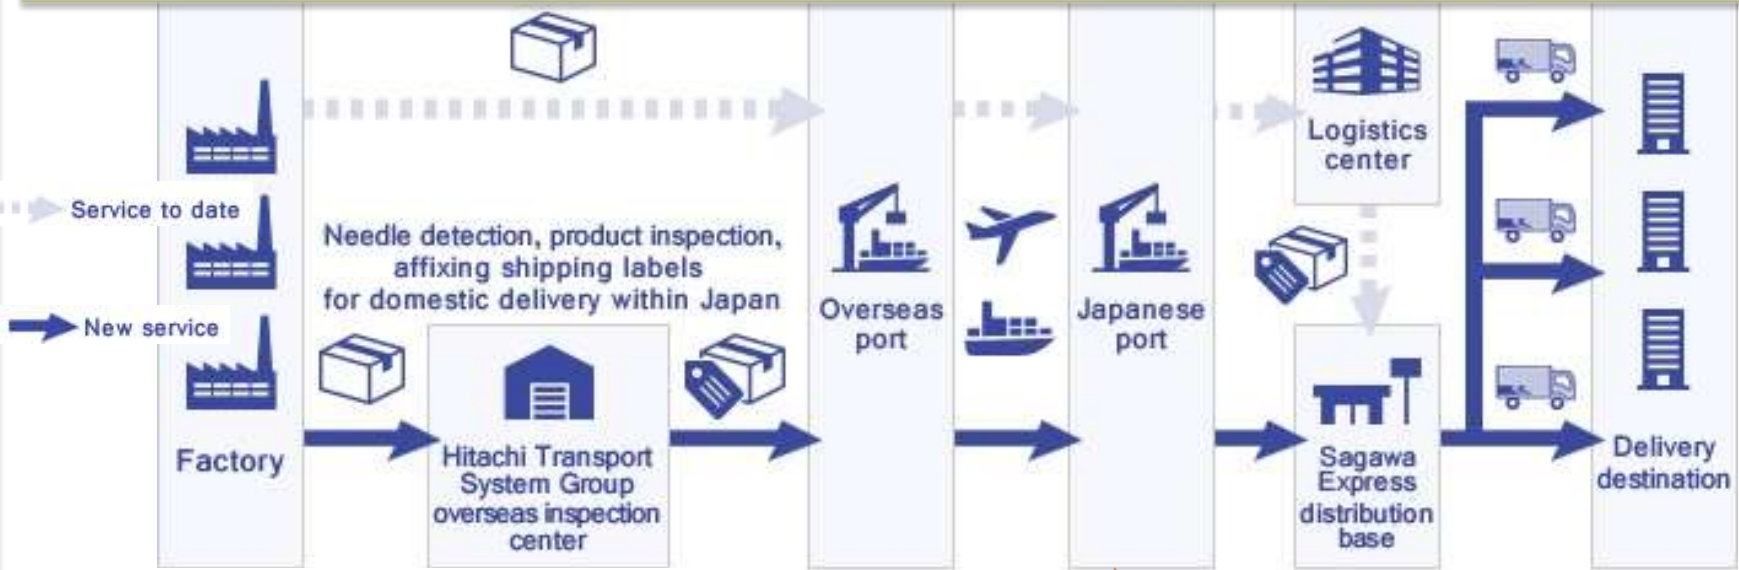 Service to date
New service
Factory
Needle detection, product inspection,
affixing shipping labels
for domestic delivery within Japan
Hitachi Transport
System Group
overseas inspection
center
Overseas
port
Japanese
port
Logistics
center
Sagawa
Express
distribution
base
Delivery
destination